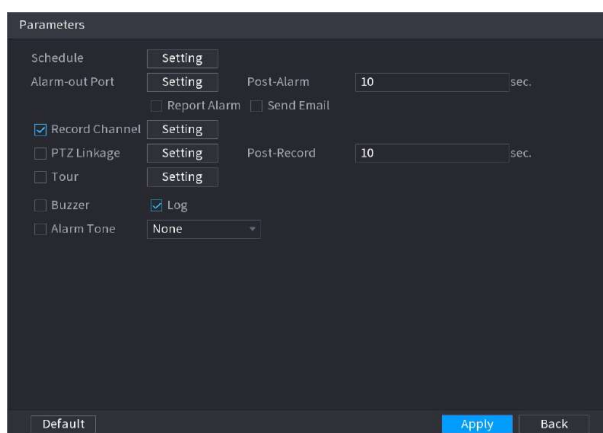 Parameters
Schedule Setting
Alarm-out Port Setting Post-Alarm 10 sec.
Report Alarm Send Email
Record Channel Setting
PTZ Linkage Setting Post-Record 10 sec.
Tour Setting
Buzzer Log
Alarm Tone None
Default Apply Back